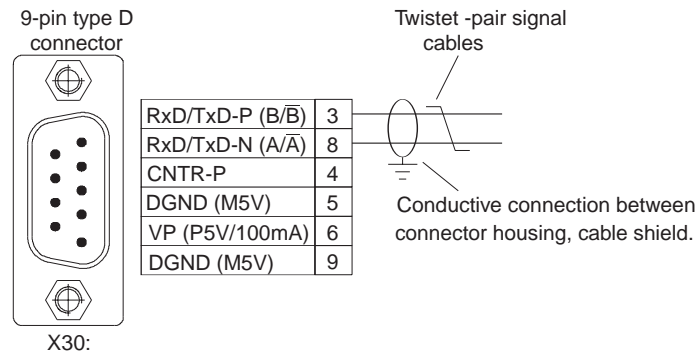 9-pin type D
connector
Twistet -pair signal
cables
RxD/TxD-P (B/B̅) 3
RxD/TxD-N (A/A̅) 8
CNTR-P 4
DGND (M5V) 5
VP (P5V/100mA) 6
DGND (M5V) 9
Conductive connection between
connector housing, cable shield.
X30: